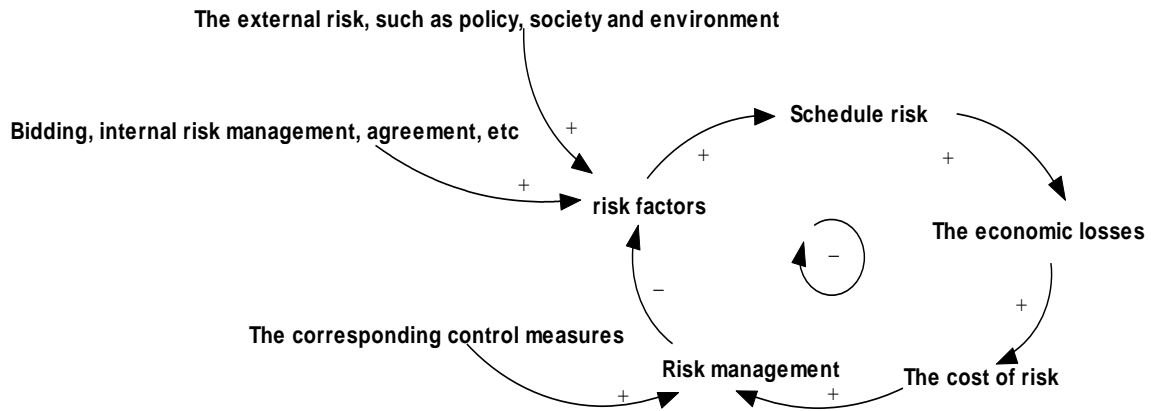 The external risk, such as policy, society and environment
+
Schedule risk
Bidding, internal risk management, agreement, etc
+
+
+
risk factors
The economic losses
−
−
+
The corresponding control measures
Risk management
The cost of risk
+
+